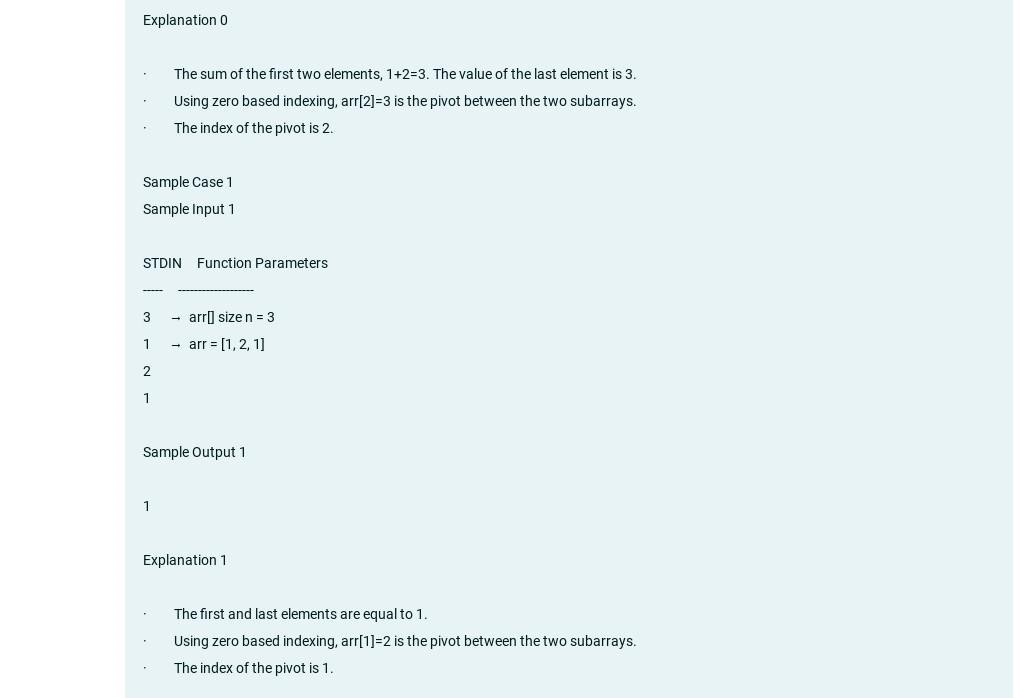 Explanation 0
· The sum of the first two elements, 1+2=3. The value of the last element is 3.
· Using zero based indexing, arr[2]=3 is the pivot between the two subarrays.
· The index of the pivot is 2.
Sample Case 1
Sample Input 1
STDIN Function Parameters
----- -------------------
3 → arr[] size n = 3
1 → arr = [1, 2, 1]
2
1
Sample Output 1
1
Explanation 1
· The first and last elements are equal to 1.
· Using zero based indexing, arr[1]=2 is the pivot between the two subarrays.
· The index of the pivot is 1.